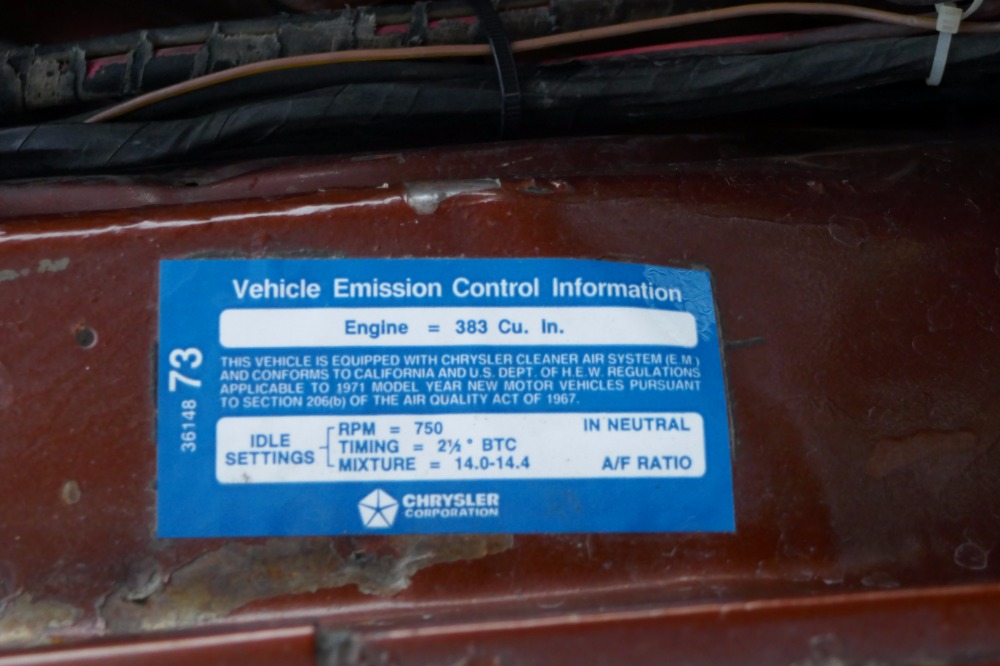 Vehicle Emission Control Information
Engine = 383 Cu. In.
THIS VEHICLE IS EQUIPPED WITH CHRYSLER CLEANER AIR SYSTEM (E.M.)
AND CONFORMS TO CALIFORNIA AND U.S. DEPT. OF H.E.W. REGULATIONS
APPLICABLE TO 1971 MODEL YEAR NEW MOTOR VEHICLES PURSUANT
TO SECTION 206(b) OF THE AIR QUALITY ACT OF 1967.
IDLE SETTINGS
RPM = 750 IN NEUTRAL
TIMING = 2½° BTC
MIXTURE = 14.0-14.4 A/F RATIO
CHRYSLER
CORPORATION
36148 73